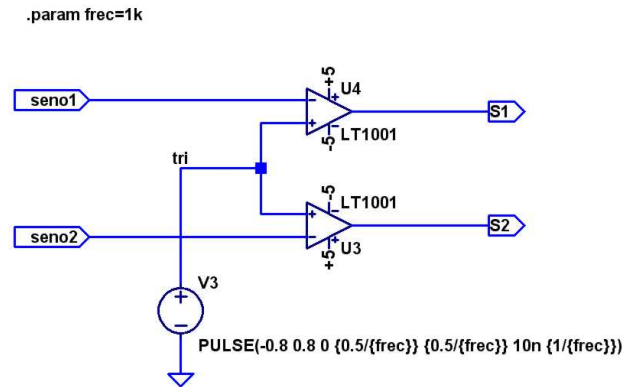 .param frec=1k
+5
U4
seno1
S1
-5
LT1001
tri
-5
LT1001
seno2
S2
U3
+5
V3
PULSE(-0.8 0.8 0 {0.5/{frec}} {0.5/{frec}} 10n {1/{frec}})